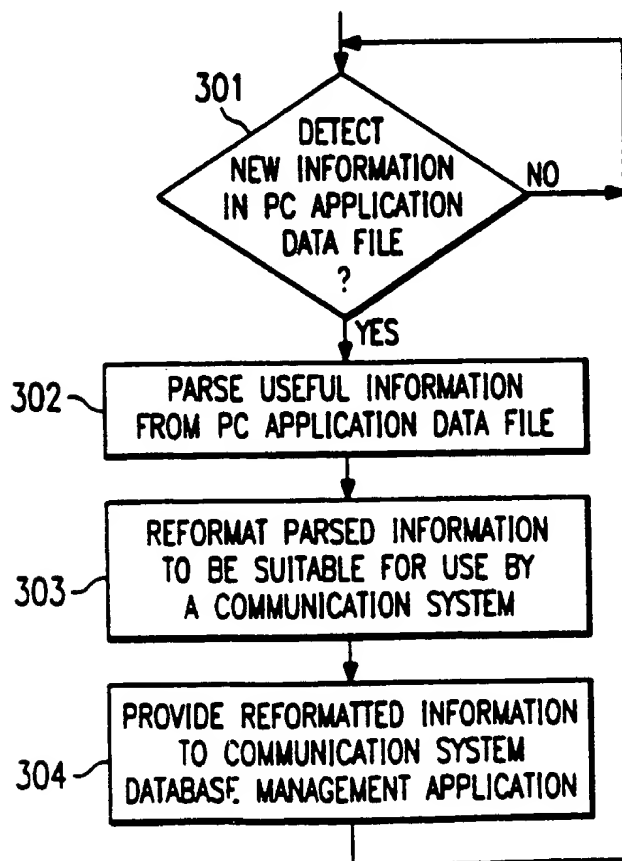 301
DETECT
NEW INFORMATION
IN PC APPLICATION
DATA FILE
?
NO
YES
302
PARSE USEFUL INFORMATION
FROM PC APPLICATION DATA FILE
303
REFORMAT PARSED INFORMATION
TO BE SUITABLE FOR USE BY
A COMMUNICATION SYSTEM
304
PROVIDE REFORMATTED INFORMATION
TO COMMUNICATION SYSTEM
DATABASE MANAGEMENT APPLICATION